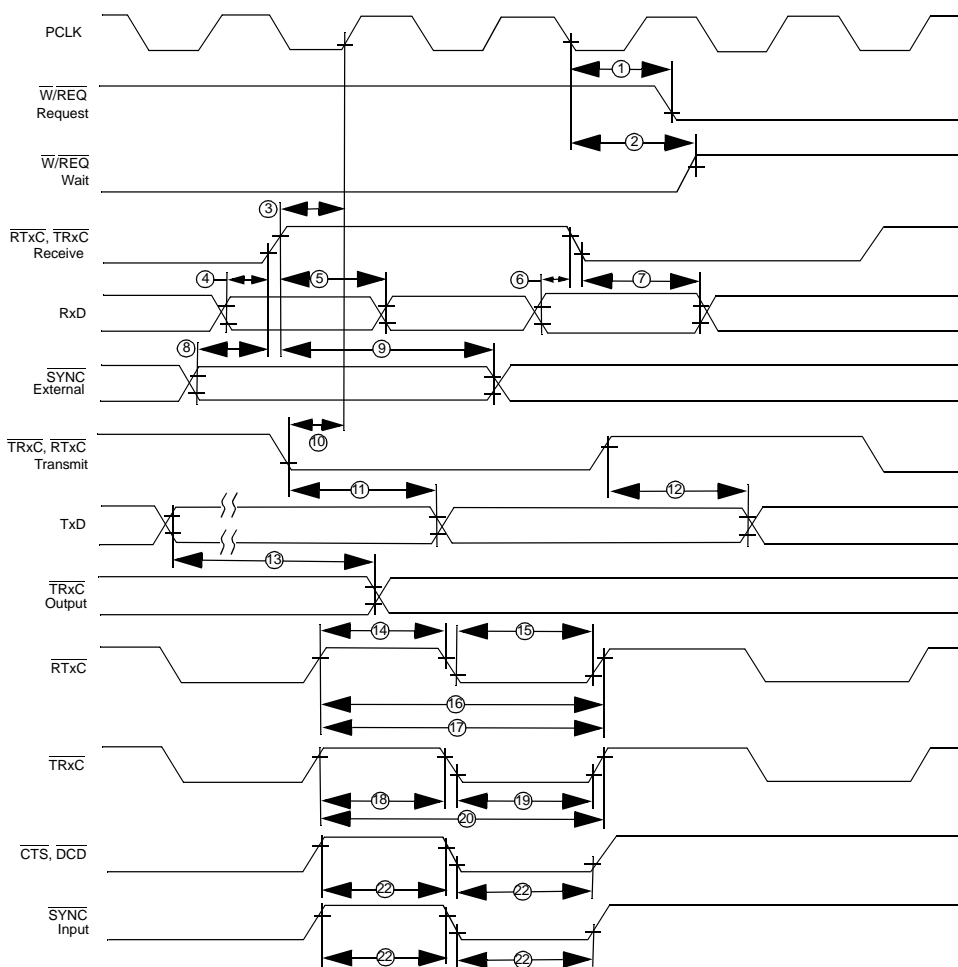 PCLK
1
W/REQ
Request
2
W/REQ
Wait
3
RTxC, TRxC
Receive
4
5
6
7
RxD
8
9
SYNC
External
10
TRxC, RTxC
Transmit
11
12
TxD
13
TRxC
Output
14
15
RTxC
16
17
TRxC
18
19
20
CTS, DCD
22
22
SYNC
Input
22
22